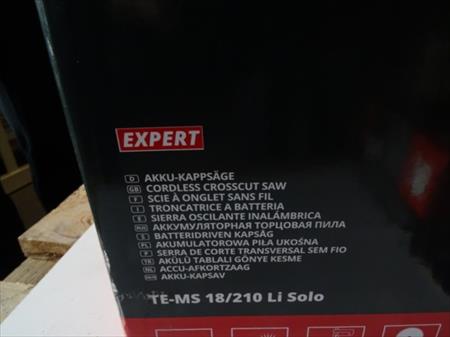 EXPERT
D AKKU-KAPPSÄGE
GB CORDLESS CROSSCUT SAW
F SCIE À ONGLET SANS FIL
I TRONCATRICE A BATTERIA
E SIERRA OSCILANTE INALÁMBRICA
RUS АККУМУЛЯТОРНАЯ ТОРЦОВАЯ ПИЛА
S BATTERIDRIVEN KAPSÅG
PL AKUMULATOROWA PIŁA UKOŚNA
P SERRA DE CORTE TRANSVERSAL SEM FIO
TR AKÜLÜ TABLALI GÖNYE KESME
NL ACCU-AFKORTZAAG
AKKU-KAPSAV
TE-MS 18/210 Li Solo